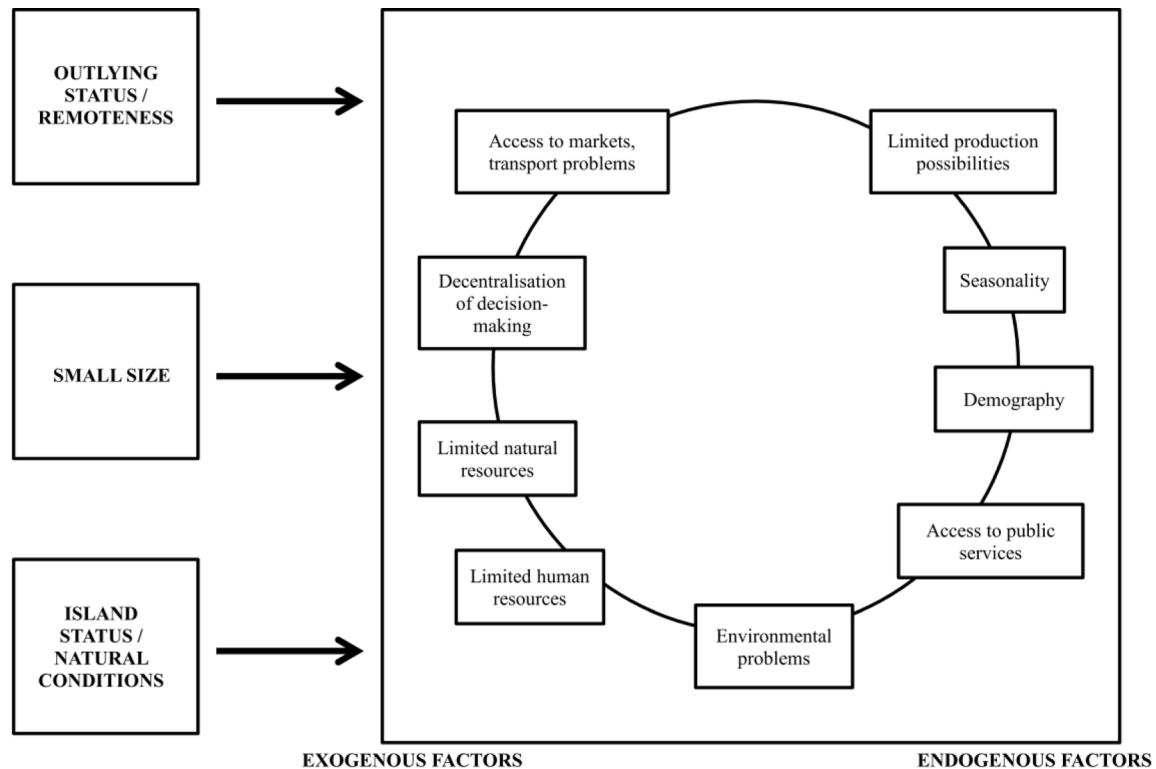 OUTLYING
STATUS /
REMOTENESS
SMALL SIZE
ISLAND
STATUS /
NATURAL
CONDITIONS
Access to markets,
transport problems
Limited production
possibilities
Decentralisation
of decision-
making
Seasonality
Demography
Limited natural
resources
Access to public
services
Limited human
resources
Environmental
problems
EXOGENOUS FACTORS
ENDOGENOUS FACTORS